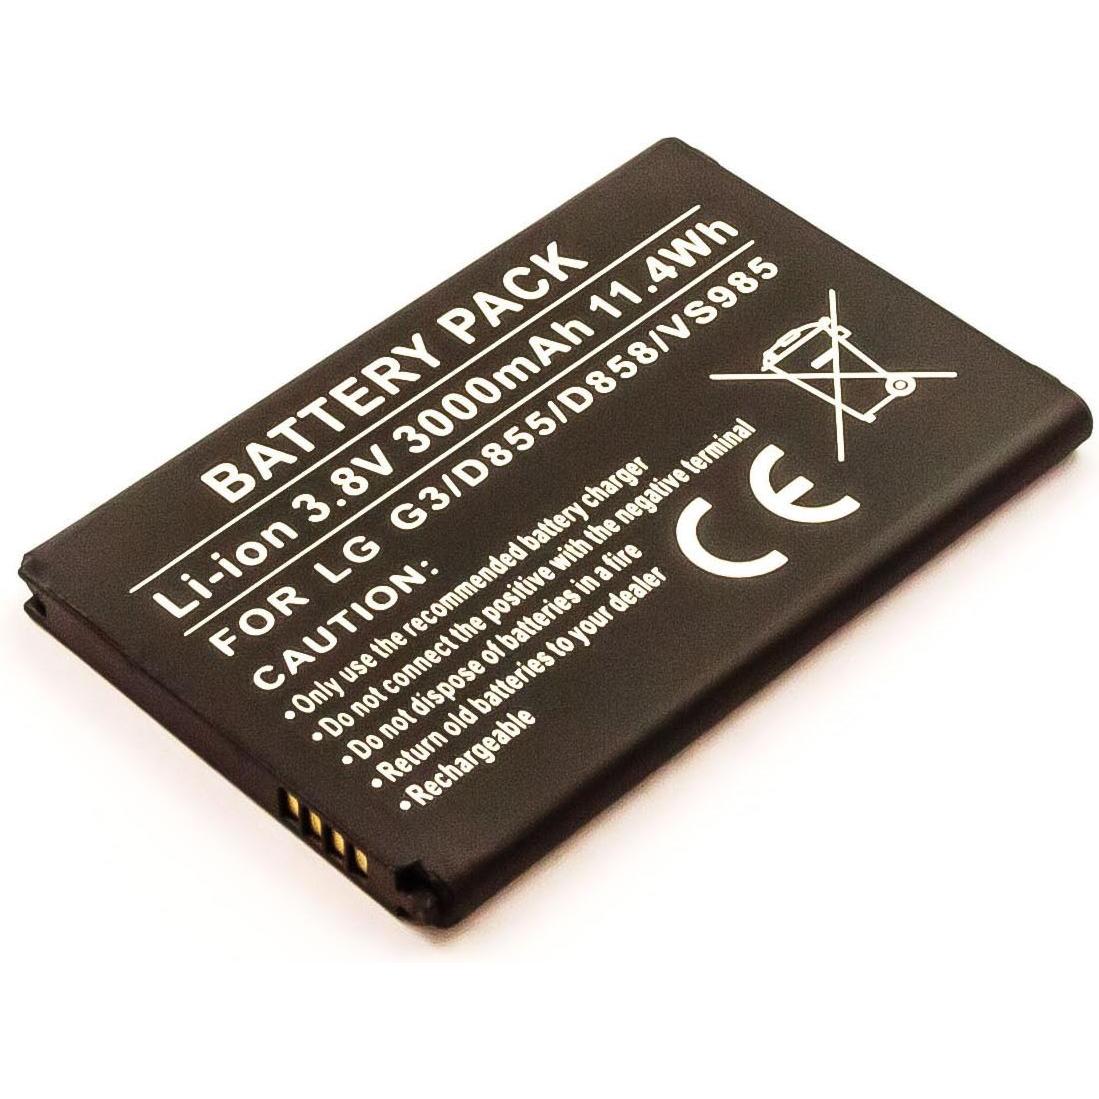 BATTERY PACK
Li-ion 3.8V 3000mAh 11.4Wh
FOR LG G3/D855/D858/VS985
CAUTION:
•Only use the recommended battery charger
•Do not connect the positive with the negative terminal
•Do not dispose of batteries in a fire
•Return old batteries to your dealer
•Rechargeable
CE